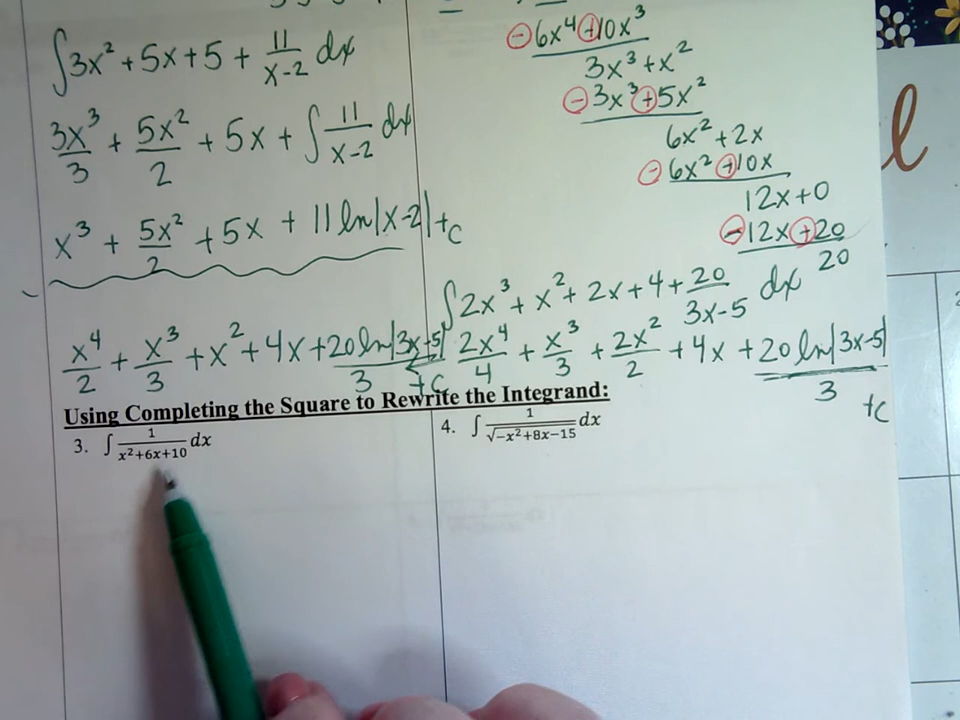 ∫3x² + 5x + 5 + 11/(x-2) dx
3x³/3 + 5x²/2 + 5x + ∫ 11/(x-2) dx
x³ + 5x²/2 + 5x + 11 ln|x-2| + c
x⁴/2 + x³/3 + x² + 4x + 20 ln|3x-5|/3 + c
-6x⁴ + 10x³
3x³ + x²
-3x³ + 5x²
6x² + 2x
-6x² + 10x
12x + 0
-12x + 20
20
∫2x³ + x² + 2x + 4 + 20/(3x-5) dx
2x⁴/4 + x³/3 + 2x²/2 + 4x + 20 ln|3x-5|/3 + c
Using Completing the Square to Rewrite the Integrand:
3. ∫ 1/(x²+6x+10) dx
4. ∫ 1/√(-x²+8x-15) dx
l